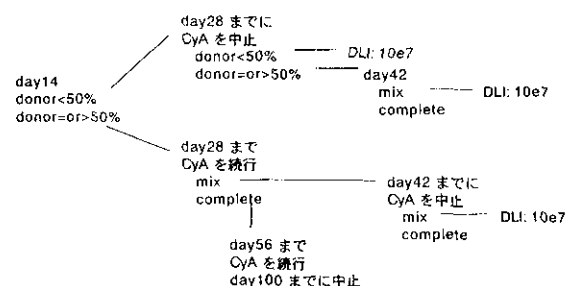 day14
donor<50%
donor=or>50%
day28 までに
CyA を中止
donor<50%
DLI: 10e7
donor=or>50%
day42
mix
DLI: 10e7
complete
day28 まで
CyA を続行
mix
complete
day42 までに
CyA を中止
mix
DLI: 10e7
complete
day56 まで
CyA を続行
day100 までに中止